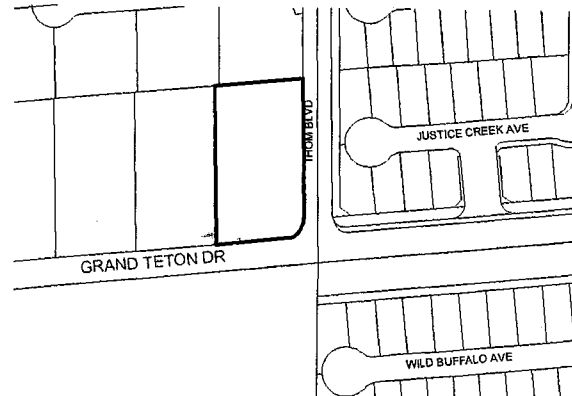 THOM BLVD
JUSTICE CREEK AVE
GRAND TETON DR
WILD BUFFALO AVE